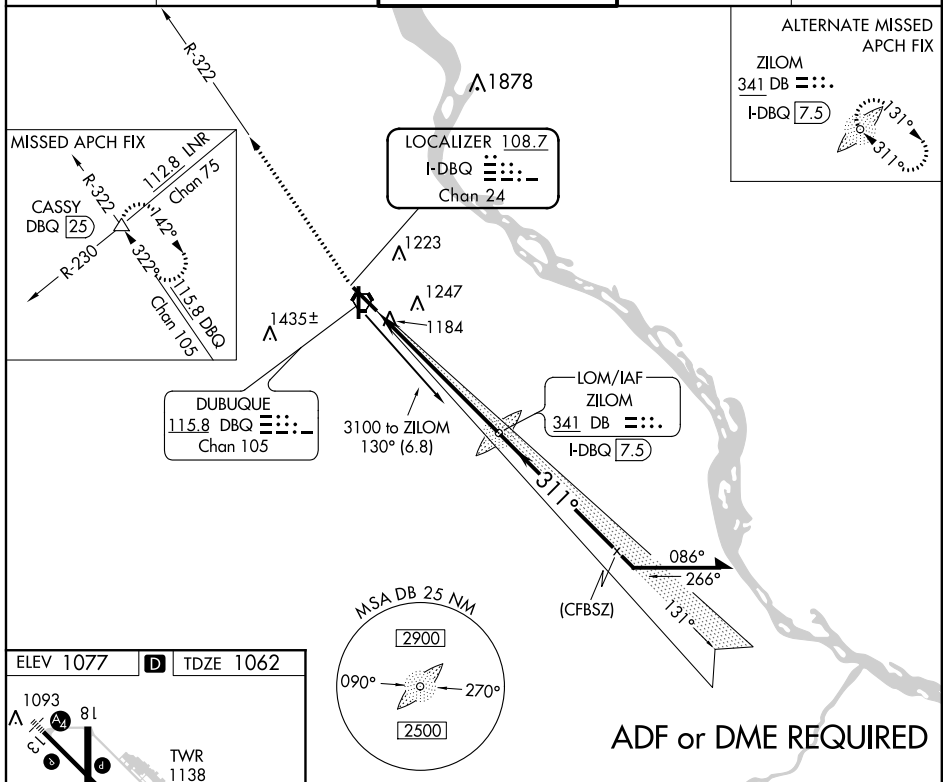 ALTERNATE MISSED
APCH FIX
ZILOM
341 DB
I-DBQ 7.5
131°
311°
R-322
1878
LOCALIZER 108.7
I-DBQ
Chan 24
MISSED APCH FIX
R-322
112.8 LNR
Chan 75
CASSY
DBQ 25
142°
R-230
322°
115.8 DBQ
Chan 105
1223
1247
1184
1435±
DUBUQUE
115.8 DBQ
Chan 105
3100 to ZILOM
130° (6.8)
LOM/IAF
ZILOM
341 DB
I-DBQ 7.5
311°
086°
266°
(CFBSZ)
131°
MSA DB 25 NM
2900
090°
270°
2500
ADF or DME REQUIRED
ELEV 1077 D TDZE 1062
1093
A4
18
13
P
P
TWR
1138